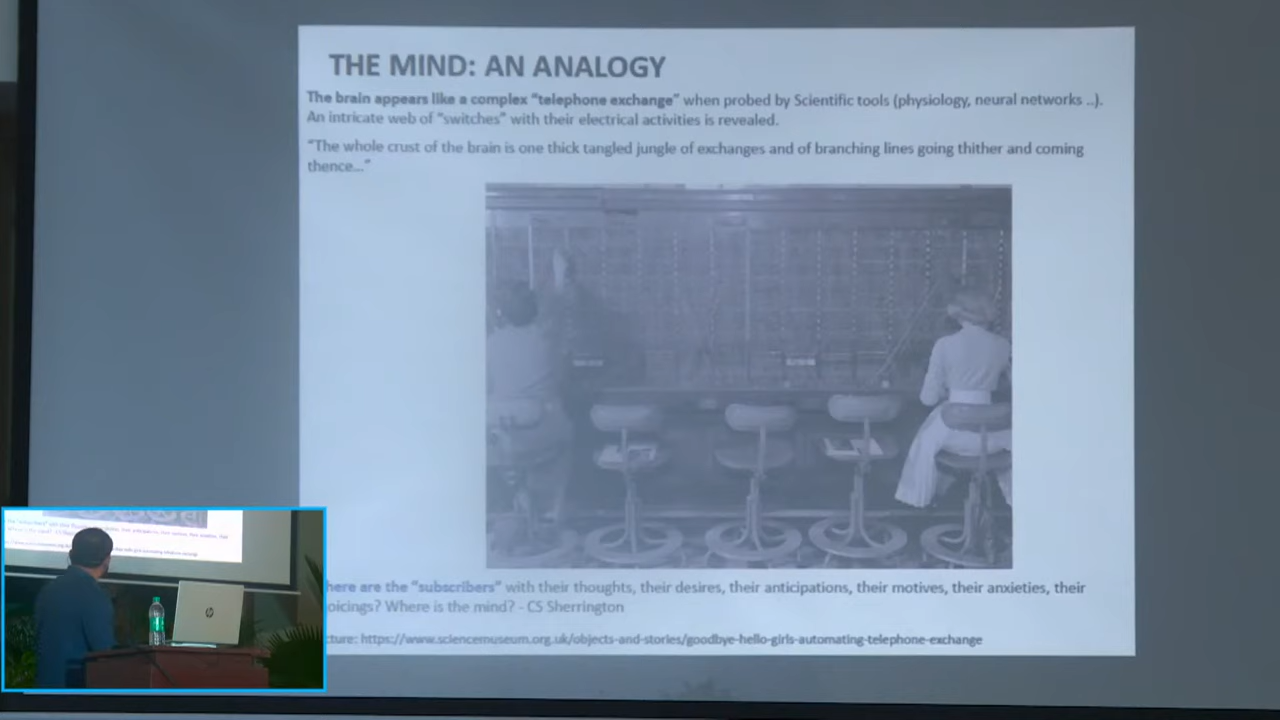 THE MIND: AN ANALOGY
The brain appears like a complex “telephone exchange” when probed by Scientific tools (physiology, neural networks ..).
An intricate web of “switches” with their electrical activities is revealed.
“The whole crust of the brain is one thick tangled jungle of exchanges and of branching lines going thither and coming
thence...”
here are the “subscribers” with their thoughts, their desires, their anticipations, their motives, their anxieties, their
oicings? Where is the mind? - CS Sherrington
cture: https://www.sciencemuseum.org.uk/objects-and-stories/goodbye-hello-girls-automating-telephone-exchange
hp